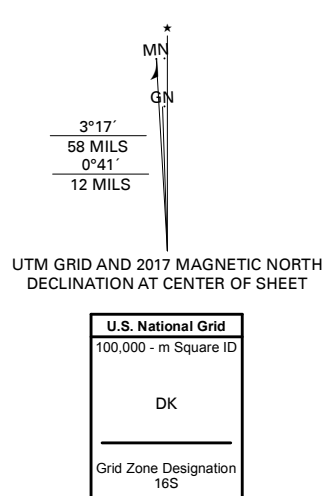 ★
MN
GN
3°17´
58 MILS
0°41´
12 MILS
UTM GRID AND 2017 MAGNETIC NORTH
DECLINATION AT CENTER OF SHEET
U.S. National Grid
100,000 - m Square ID
DK
Grid Zone Designation
16S